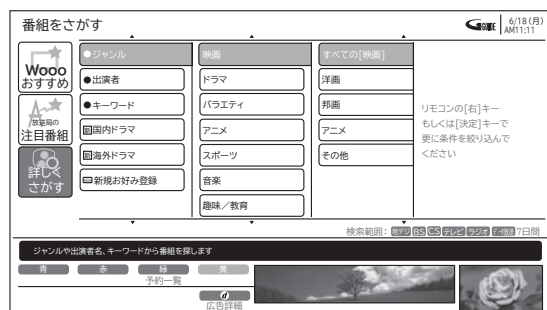 番組をさがす
GGUIDE
6/18(月)
AM11:11
Wooo
おすすめ
放送局の
注目番組
詳しく
さがす
●ジャンル
●出演者
●キーワード
国内ドラマ
海外ドラマ
新規お好み登録
映画
ドラマ
バラエティ
アニメ
スポーツ
音楽
趣味／教育
すべての[映画]
洋画
邦画
アニメ
その他
リモコンの[右]キー
もしくは[決定]キーで
更に条件を絞り込んで
ください
検索範囲：地デジ BS CS テレビ ラジオ データ放送 7日間
ジャンルや出演者名、キーワードから番組を探します
青 赤 緑 黄
予約一覧
d
広告詳細